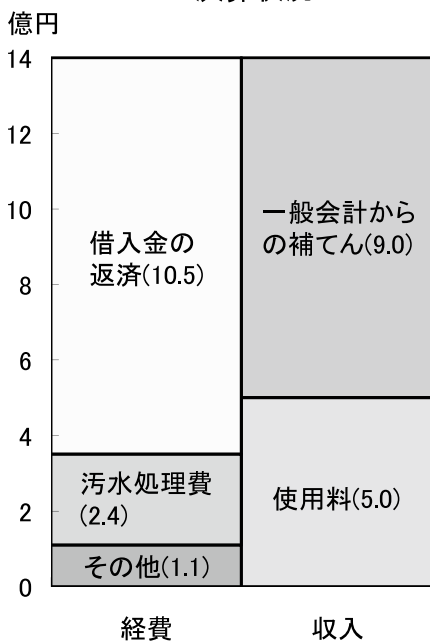 億円
14
12
10
8
6
4
2
0
借入金の
返済(10.5)
汚水処理費
(2.4)
その他(1.1)
一般会計から
の補てん(9.0)
使用料(5.0)
経費
収入